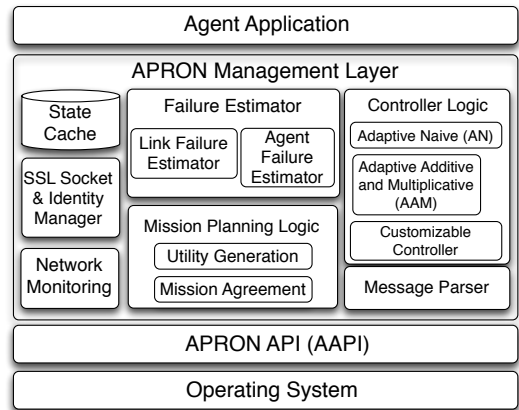 Agent Application
APRON Management Layer
State
Cache
SSL Socket
& Identity
Manager
Network
Monitoring
Failure Estimator
Link Failure
Estimator
Agent
Failure
Estimator
Mission Planning Logic
Utility Generation
Mission Agreement
Controller Logic
Adaptive Naive (AN)
Adaptive Additive
and Multiplicative
(AAM)
Customizable
Controller
Message Parser
APRON API (AAPI)
Operating System